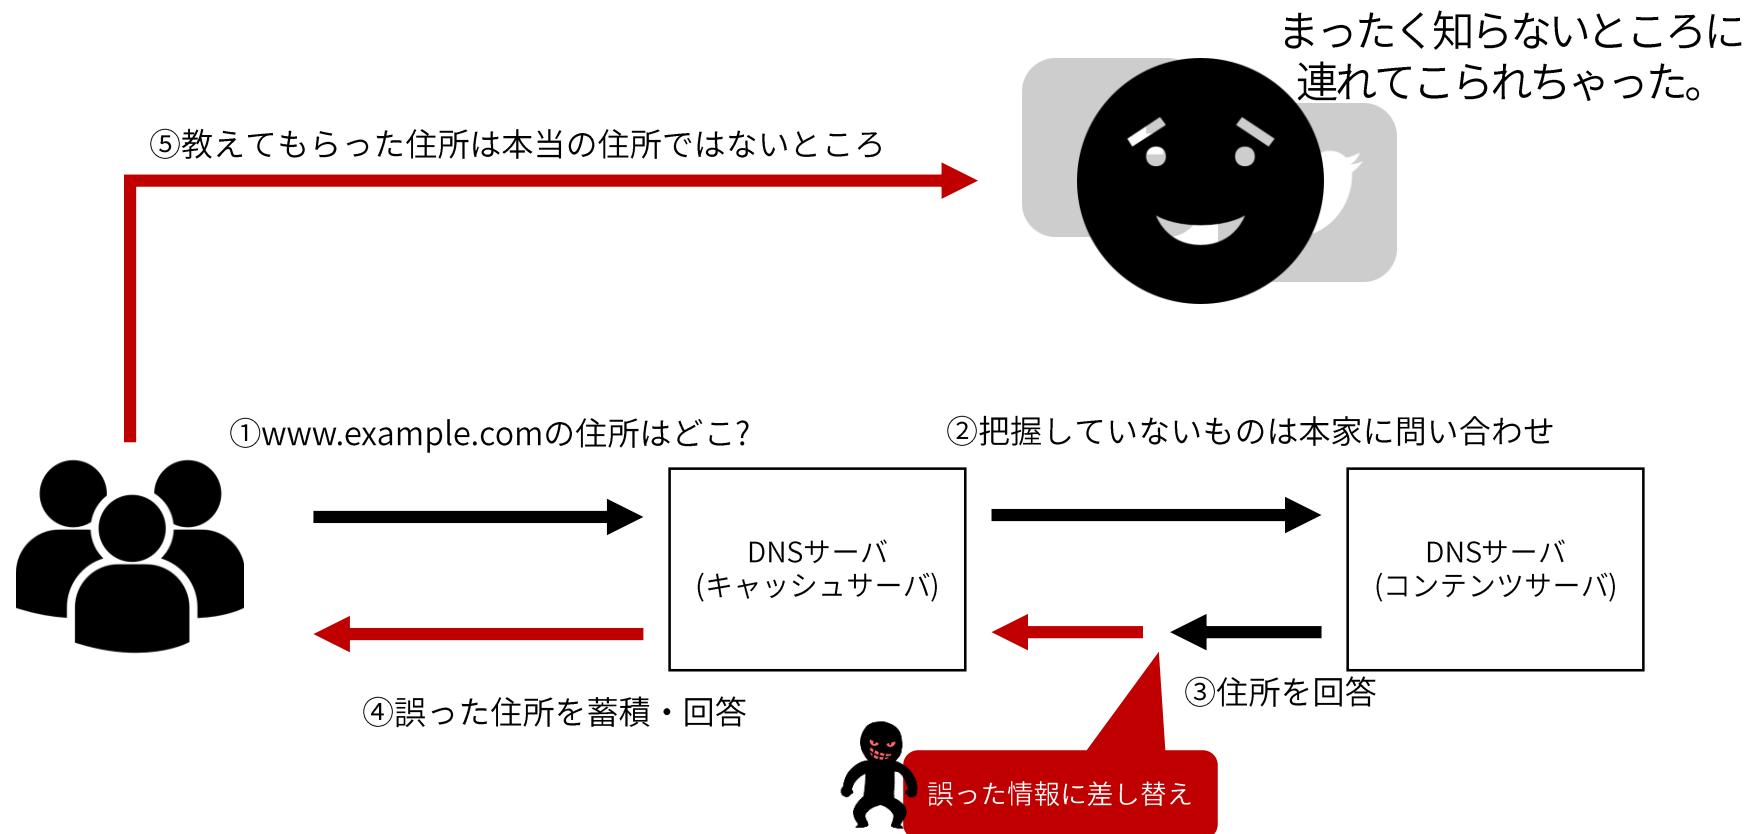 まったく知らないところに
連れてこられちゃった。
⑤教えてもらった住所は本当の住所ではないところ
①www.example.comの住所はどこ?
②把握していないものは本家に問い合わせ
DNSサーバ
(キャッシュサーバ)
DNSサーバ
(コンテンツサーバ)
③住所を回答
④誤った住所を蓄積・回答
誤った情報に差し替え